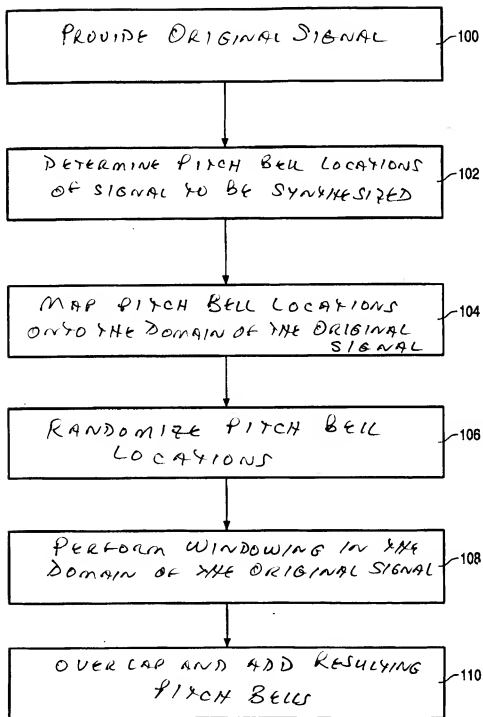 PROVIDE ORIGINAL SIGNAL
100
DETERMINE PITCH BELL LOCATIONS
OF SIGNAL TO BE SYNTHESIZED
102
MAP PITCH BELL LOCATIONS
ONTO THE DOMAIN OF THE ORIGINAL
SIGNAL
104
RANDOMIZE PITCH BELL
LOCATIONS
106
PERFORM WINDOWING IN THE
DOMAIN OF THE ORIGINAL SIGNAL
108
OVERLAP AND ADD RESULTING
PITCH BELLS
110